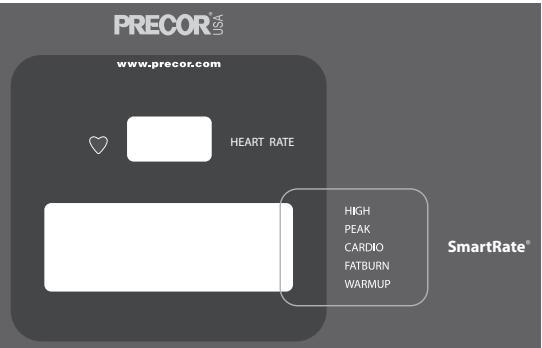 PRECOR USA
www.precor.com
HEART RATE
HIGH
PEAK
CARDIO
FATBURN
WARMUP
SmartRate®